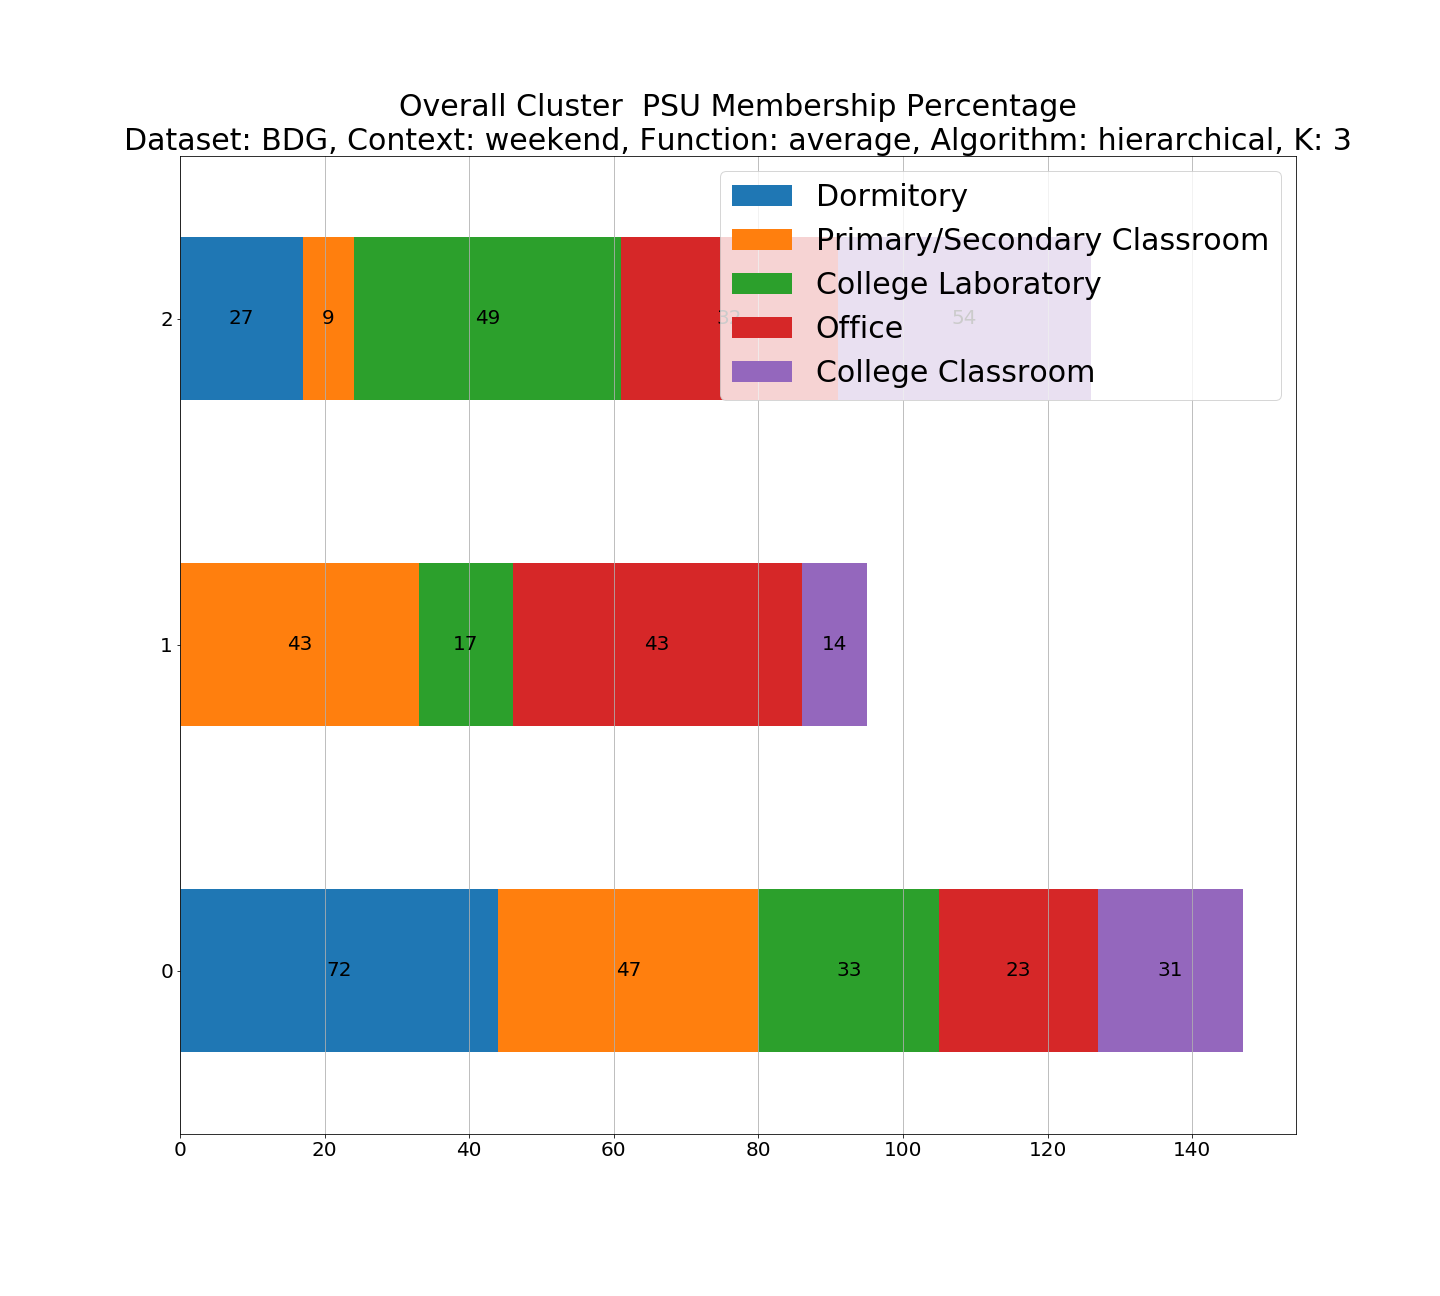 Overall Cluster  PSU Membership Percentage
Dataset: BDG, Context: weekend, Function: average, Algorithm: hierarchical, K: 3
Dormitory
Primary/Secondary Classroom
College Laboratory
Office
College Classroom
2
27 9 49 54
1
43 17 43 14
0
72 47 33 23 31
0 20 40 60 80 100 120 140